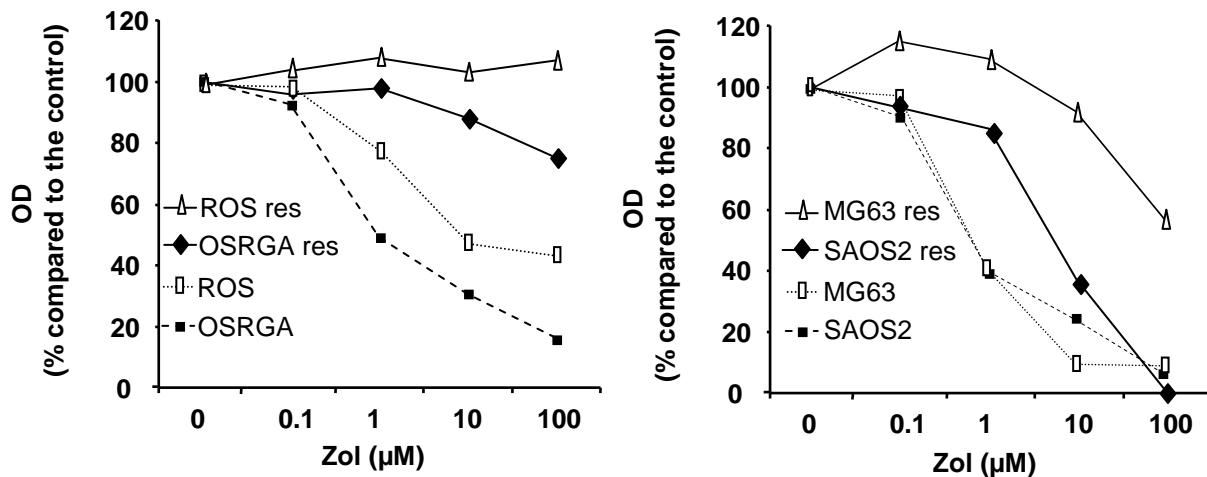 120
100
80
60
40
20
0
OD
(% compared to the control)
ROS res
OSRGA res
ROS
OSRGA
0 0.1 1 10 100
Zol (µM)
120
100
80
60
40
20
0
OD
(% compared to the control)
MG63 res
SAOS2 res
MG63
SAOS2
0 0.1 1 10 100
Zol (µM)